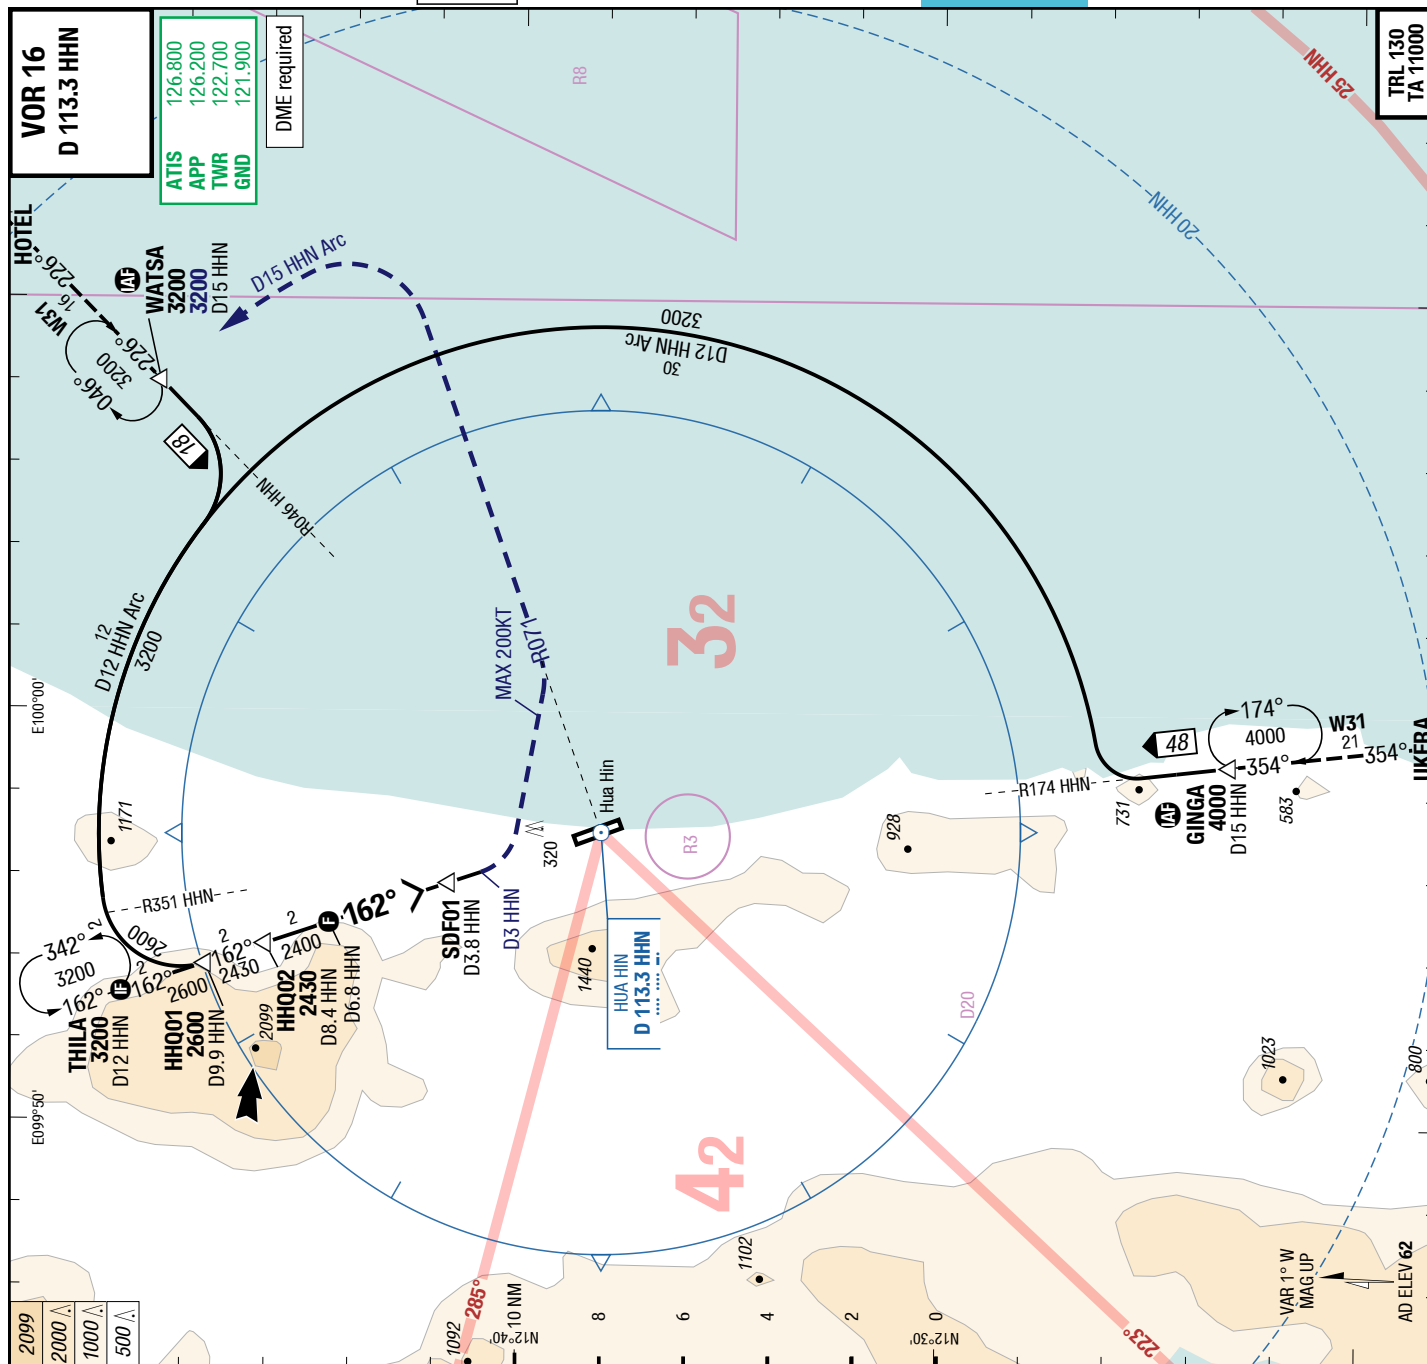 VOR 16
D 113.3 HHN
ATIS 126.800
APP 126.200
TWR 122.700
GND 121.900
DME required
TRL 130
TA 11000
R8
25 HHN
20 HHN
HOTEL
226°
16
W31
226°
3200
046°
IAF
WATSA
3200
3200
D15 HHN
D15 HHN Arc
18
R046 HHN
3200
D12 HHN Arc
30
12
D12 HHN Arc
3200
MAX 200KT
R071
32
E100°00'
1171
R351 HHN
2
2600
342°
3200
162°
IF
2
162°
2600
2
162°
2430
2
2400
F
162°
THILA
3200
D12 HHN
HHQ01
2600
D9.9 HHN
2099
HHQ02
2430
D8.4 HHN
D6.8 HHN
SDF01
D3.8 HHN
D3 HHN
320
Hua Hin
R3
1440
HUA HIN
D 113.3 HHN
928
D20
R174 HHN
731
IAF
GINGA
4000
D15 HHN
48
174°
4000
354°
W31
21
354°
UKERA
583
1023
800
E099°50'
42
1102
1092
285°
223°
10 NM
8
6
4
2
0
N12°40'
N12°30'
VAR 1° W
MAG UP
AD ELEV 62
2099
2000
1000
500